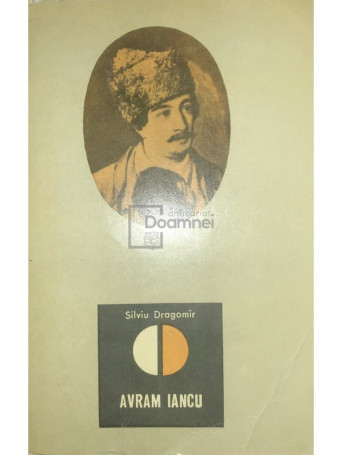 anticariat
Doamnei
Silviu Dragomir
AVRAM IANCU